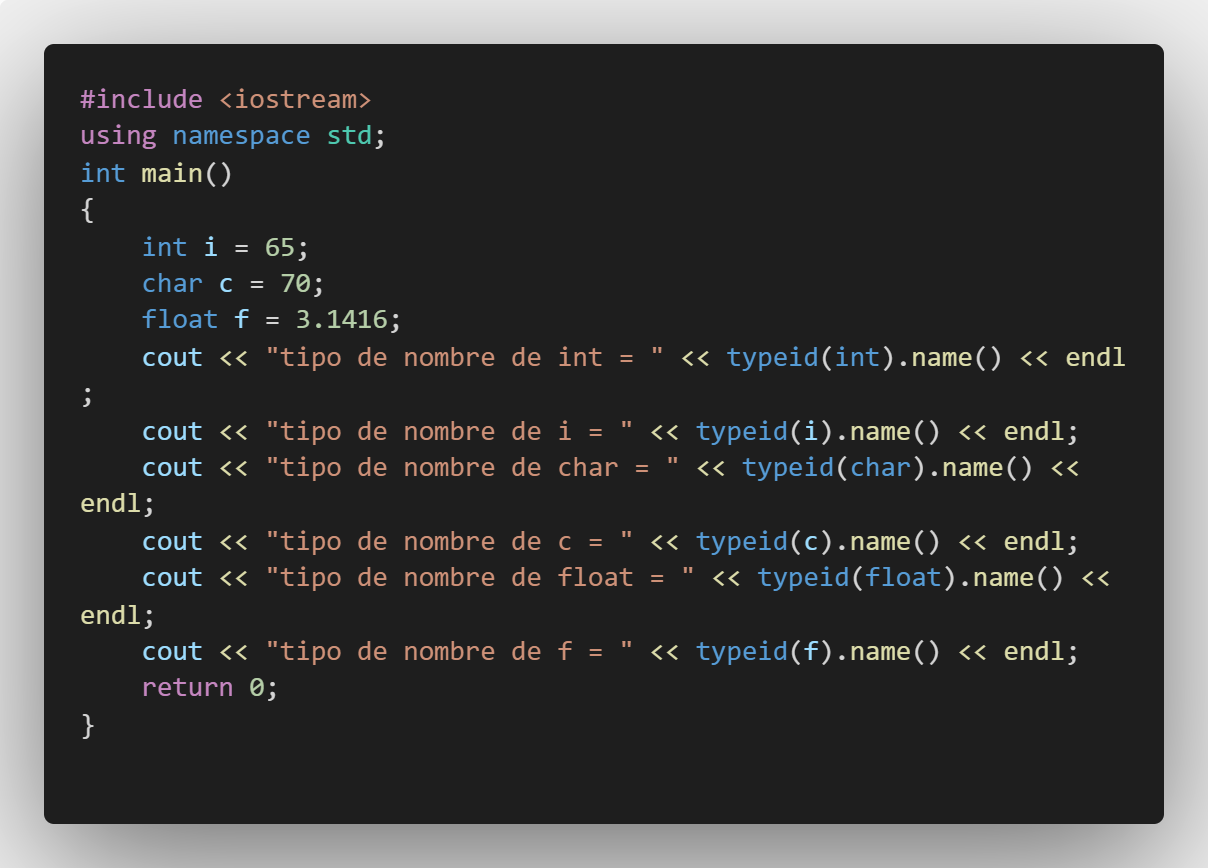 #include <iostream>
using namespace std;
int main()
{
    int i = 65;
    char c = 70;
    float f = 3.1416;
    cout << "tipo de nombre de int = " << typeid(int).name() << endl
;
    cout << "tipo de nombre de i = " << typeid(i).name() << endl;
    cout << "tipo de nombre de char = " << typeid(char).name() <<
endl;
    cout << "tipo de nombre de c = " << typeid(c).name() << endl;
    cout << "tipo de nombre de float = " << typeid(float).name() <<
endl;
    cout << "tipo de nombre de f = " << typeid(f).name() << endl;
    return 0;
}